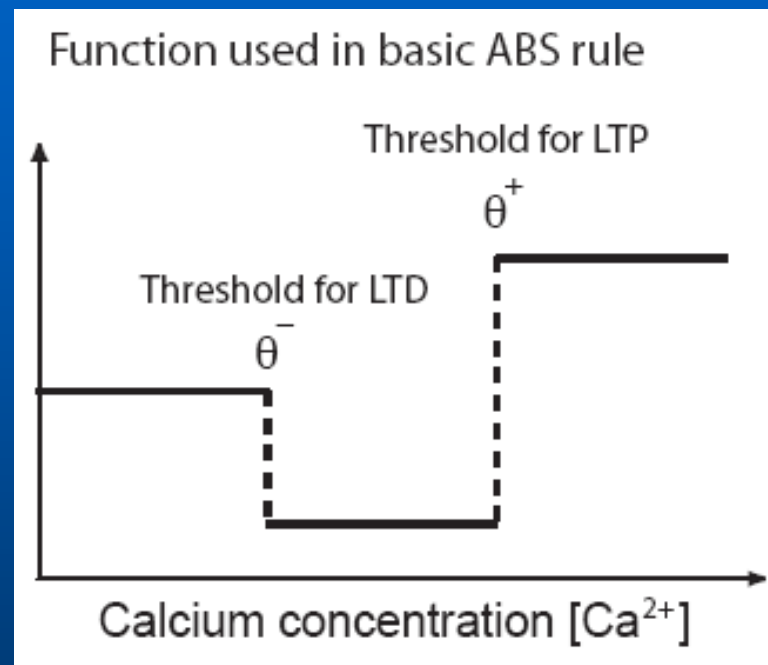 Function used in basic ABS rule
Threshold for LTP
θ⁺
Threshold for LTD
θ⁻
Calcium concentration [Ca²⁺]